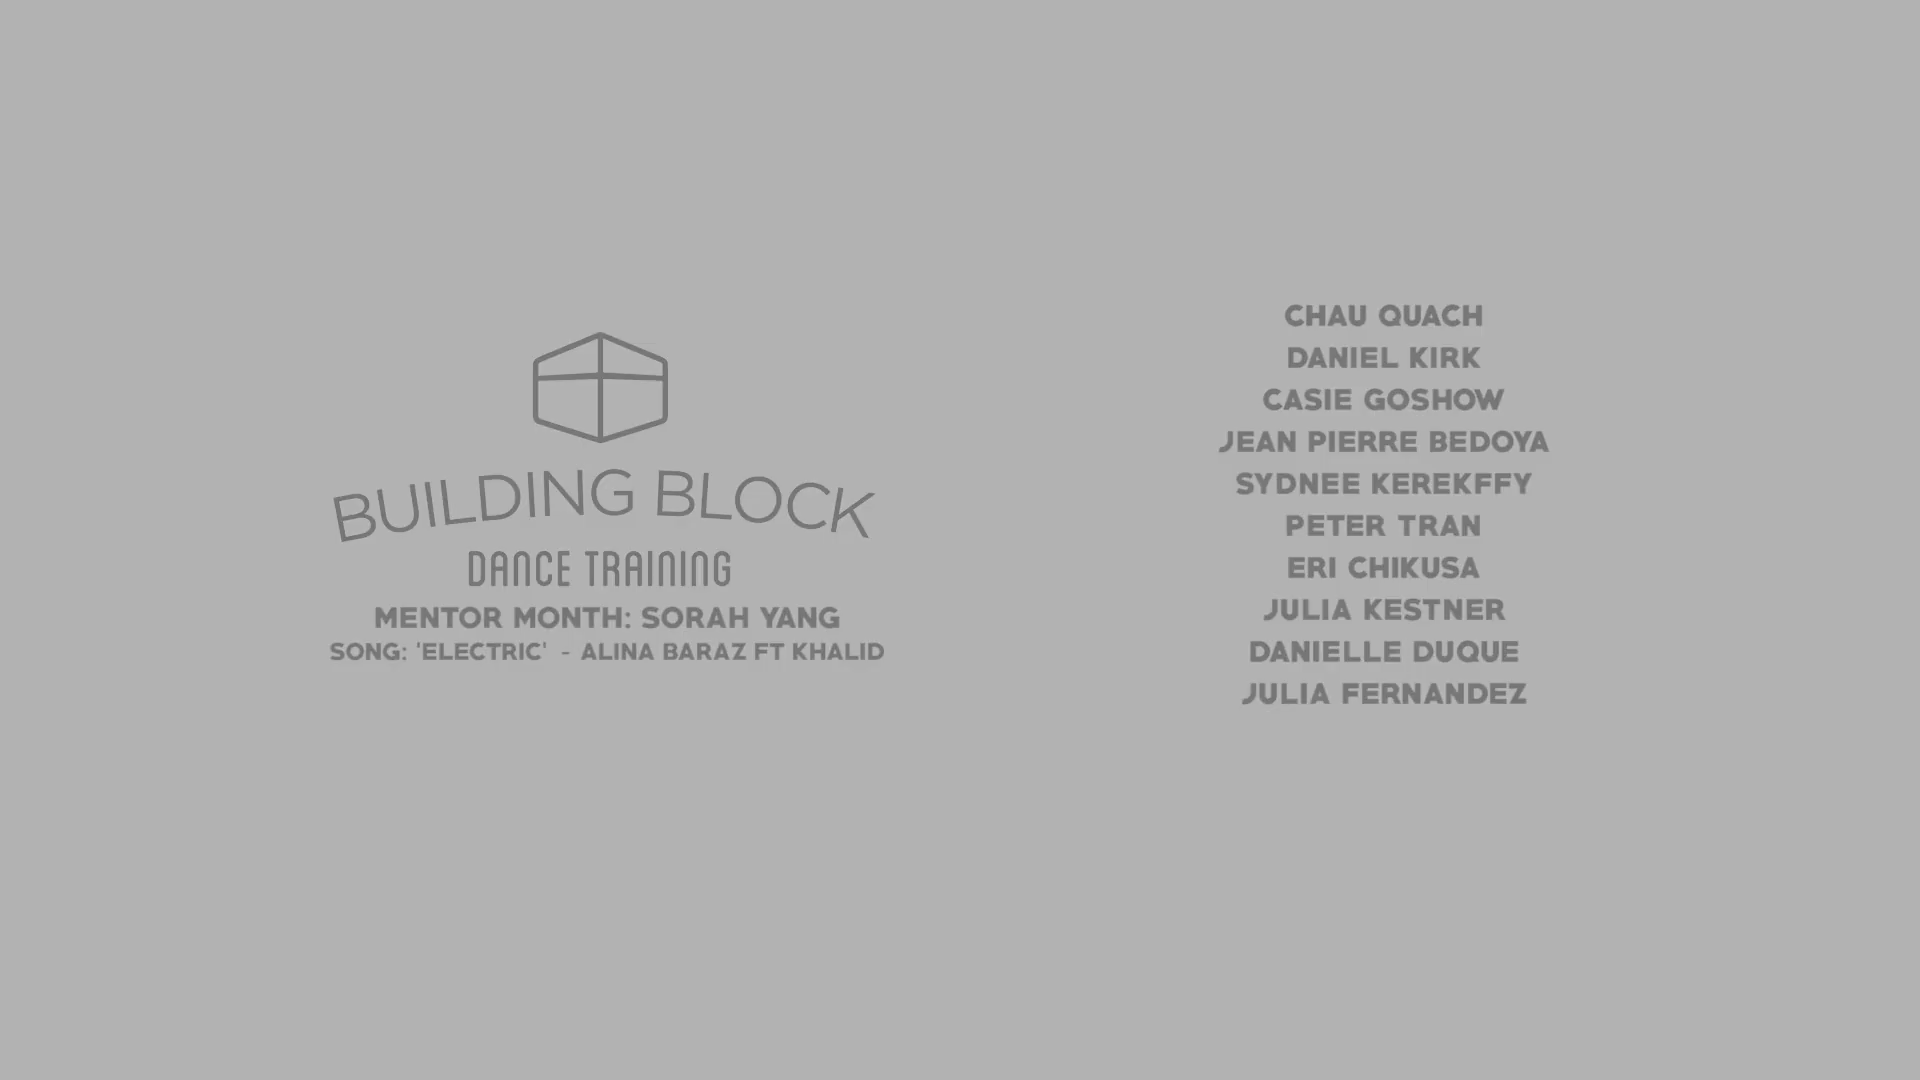 BUILDING BLOCK
DANCE TRAINING
MENTOR MONTH: SORAH YANG
SONG: 'ELECTRIC' - ALINA BARAZ FT KHALID
CHAU QUACH
DANIEL KIRK
CASIE GOSHOW
JEAN PIERRE BEDOYA
SYDNEE KEREKFFY
PETER TRAN
ERI CHIKUSA
JULIA KESTNER
DANIELLE DUQUE
JULIA FERNANDEZ